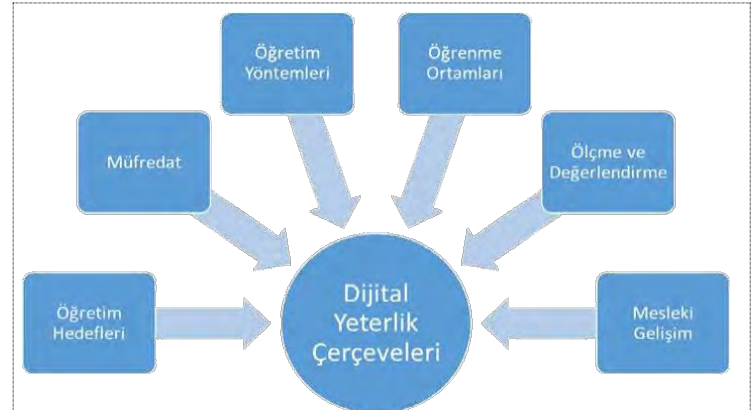 Öğretim
Yöntemleri
Öğrenme
Ortamları
Müfredat
Ölçme ve
Değerlendirme
Öğretim
Hedefleri
Dijital
Yeterlik
Çerçeveleri
Mesleki
Gelişim